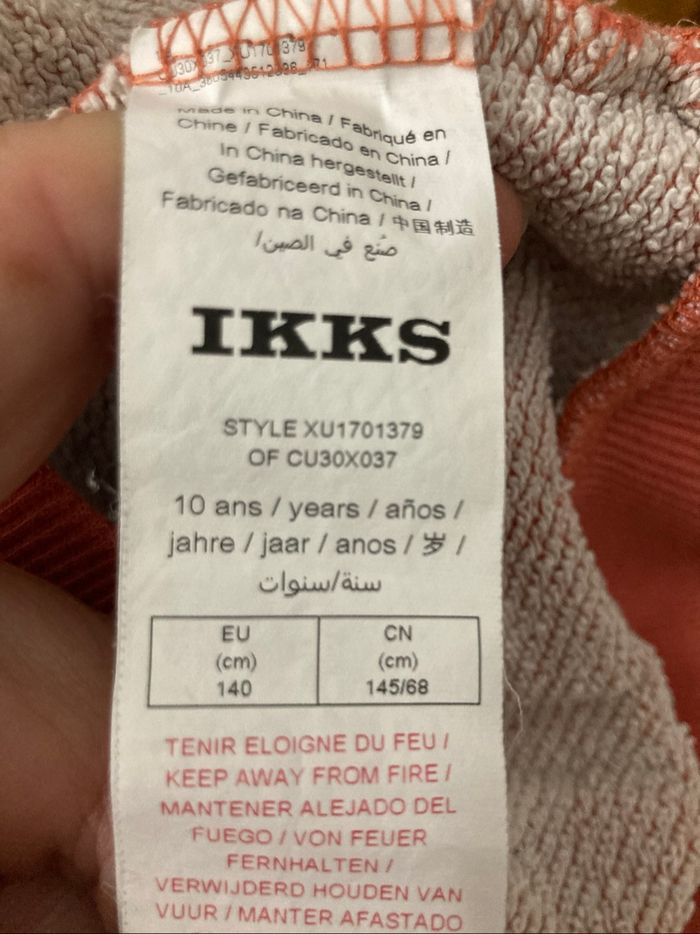 Made in China / Fabriqué en
Chine / Fabricado en China /
In China hergestellt /
Gefabriceerd in China /
Fabricado na China / 中国制造
صُنع في الصين/
IKKS
STYLE XU1701379
OF CU30X037
10 ans / years / años /
jahre / jaar / anos / 岁 /
سنة/سنوات
EU CN
(cm) (cm)
140 145/68
TENIR ELOIGNE DU FEU /
KEEP AWAY FROM FIRE /
MANTENER ALEJADO DEL
FUEGO / VON FEUER
FERNHALTEN /
VERWIJDERD HOUDEN VAN
VUUR / MANTER AFASTADO